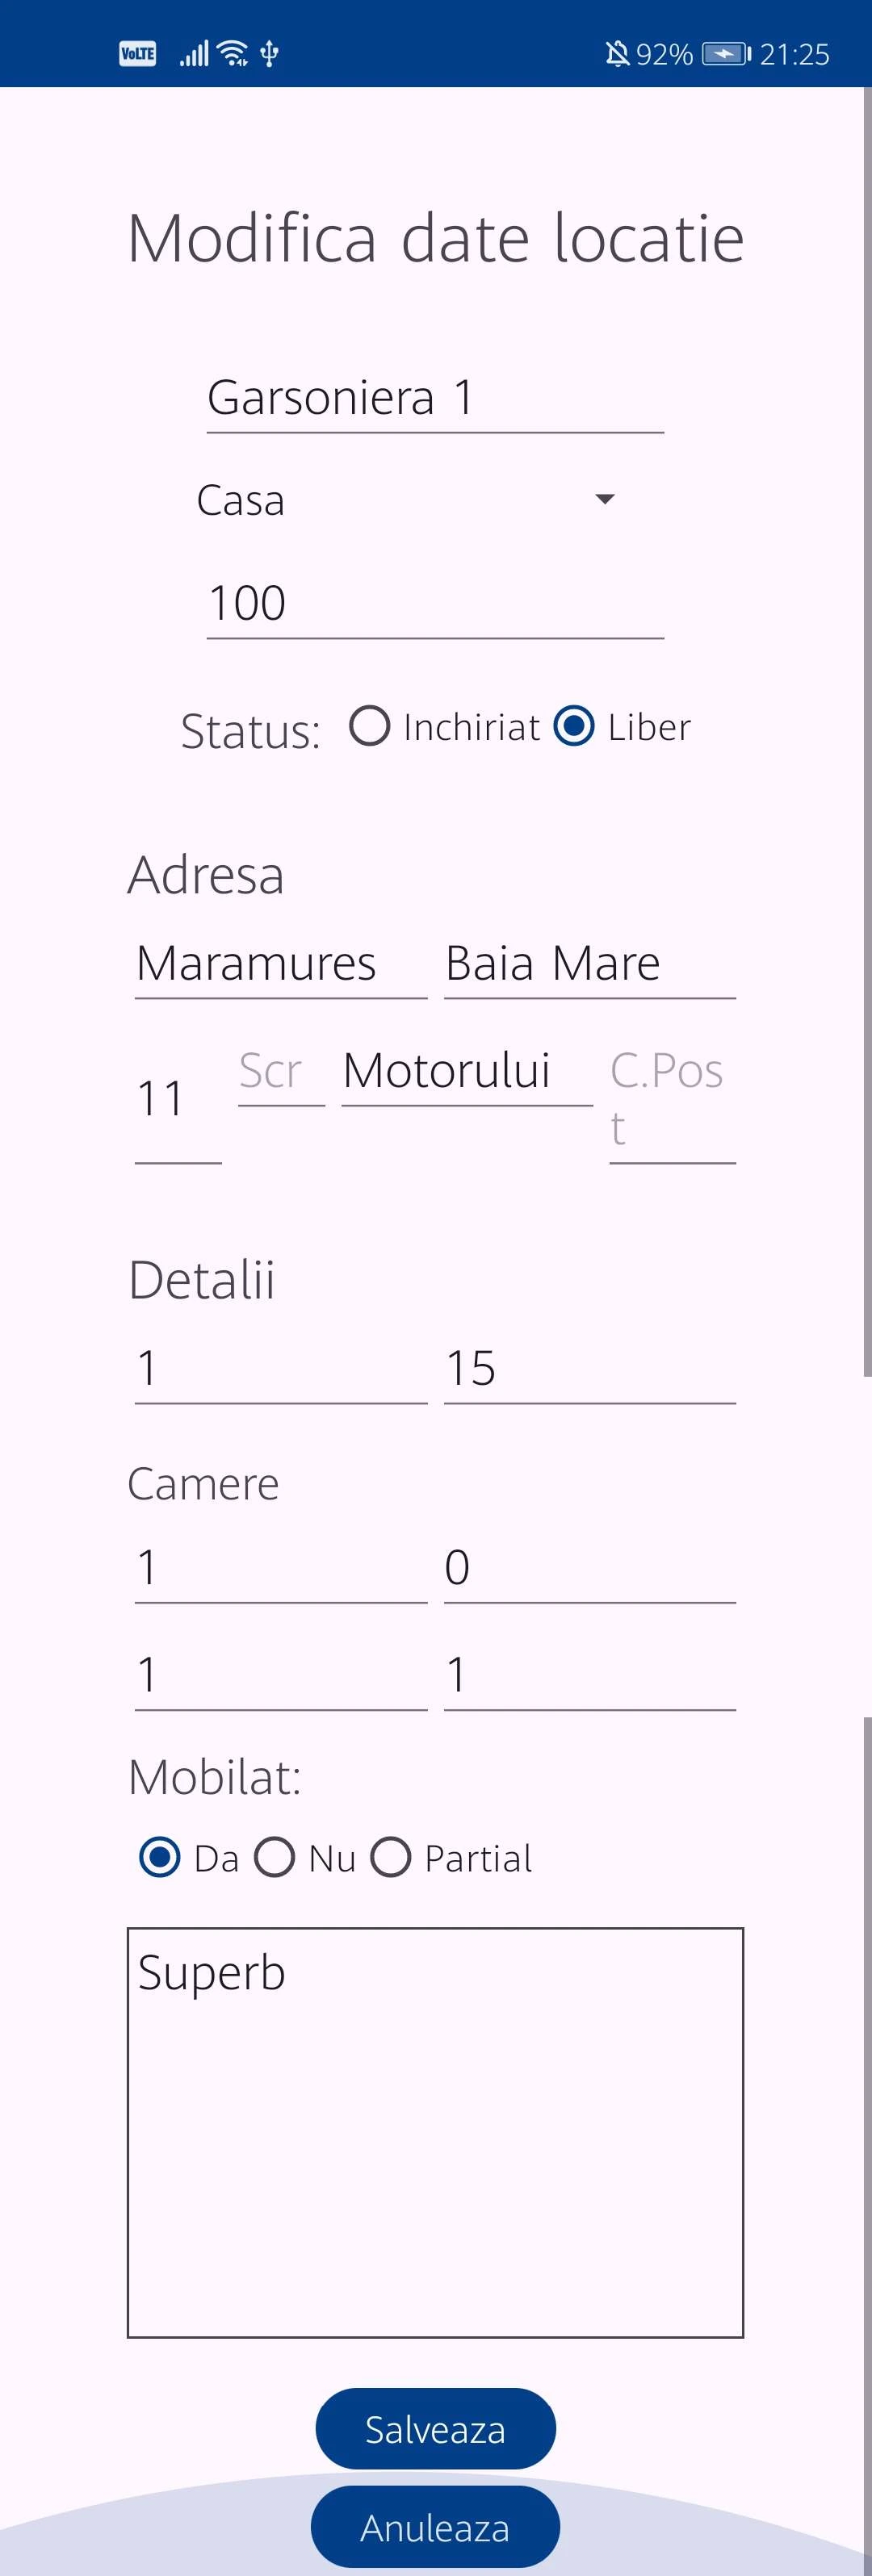 VoLTE 92% 21:25
Modifica date locatie
Garsoniera 1
Casa
100
Status: Inchiriat Liber
Adresa
Maramures Baia Mare
11 Scr Motorului C.Pos
t
Detalii
1 15
Camere
1 0
1 1
Mobilat:
Da Nu Partial
Superb
Salveaza
Anuleaza